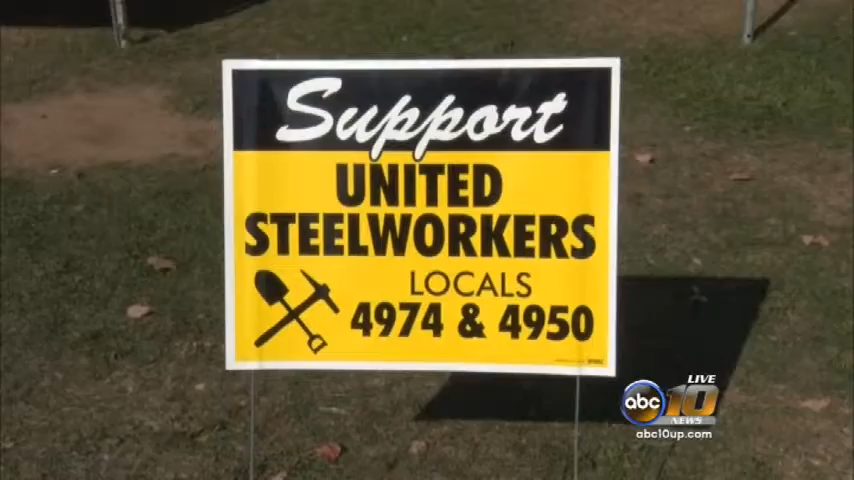 Support
UNITED
STEELWORKERS
LOCALS
4974 & 4950
LIVE
abc 10
NEWS
abc10up.com